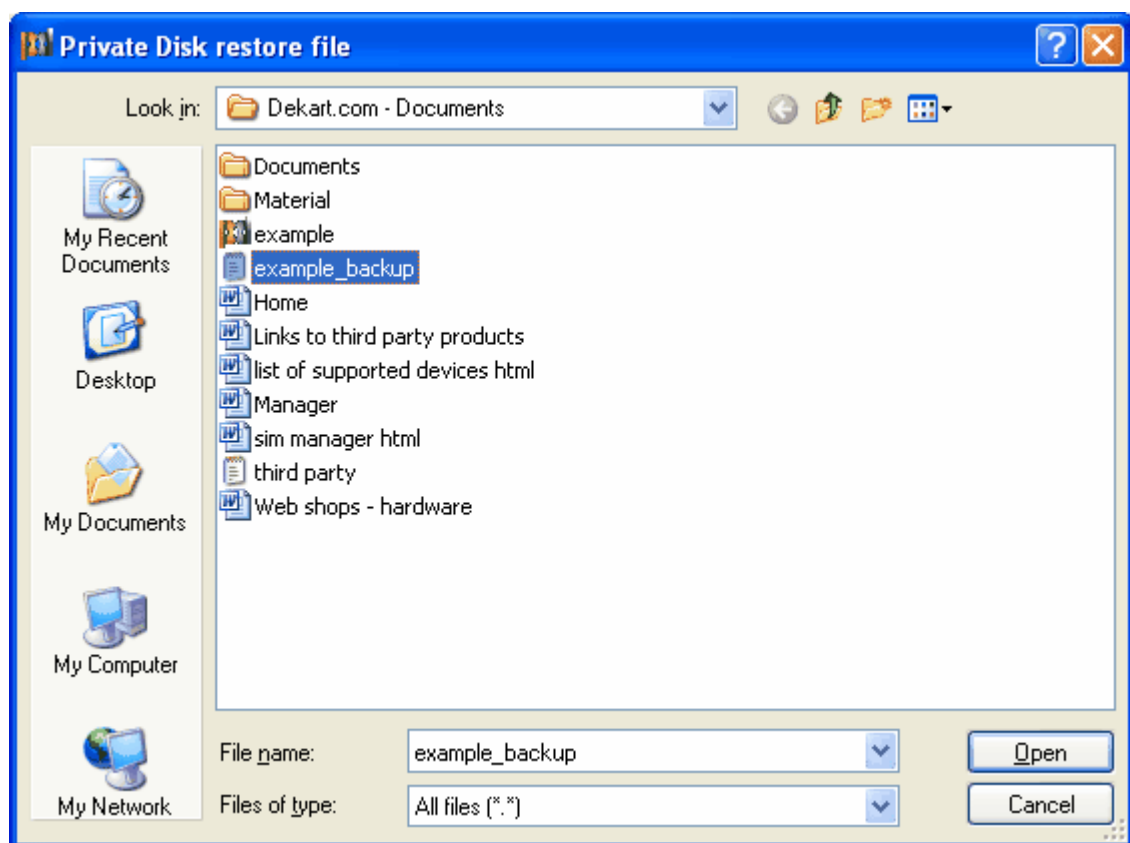 Private Disk restore file
Look in:
Dekart.com - Documents
My Recent
Documents
Desktop
My Documents
My Computer
My Network
Documents
Material
example
example_backup
Home
Links to third party products
list of supported devices html
Manager
sim manager html
third party
Web shops - hardware
File name:
example_backup
Open
Files of type:
All files (*.*)
Cancel